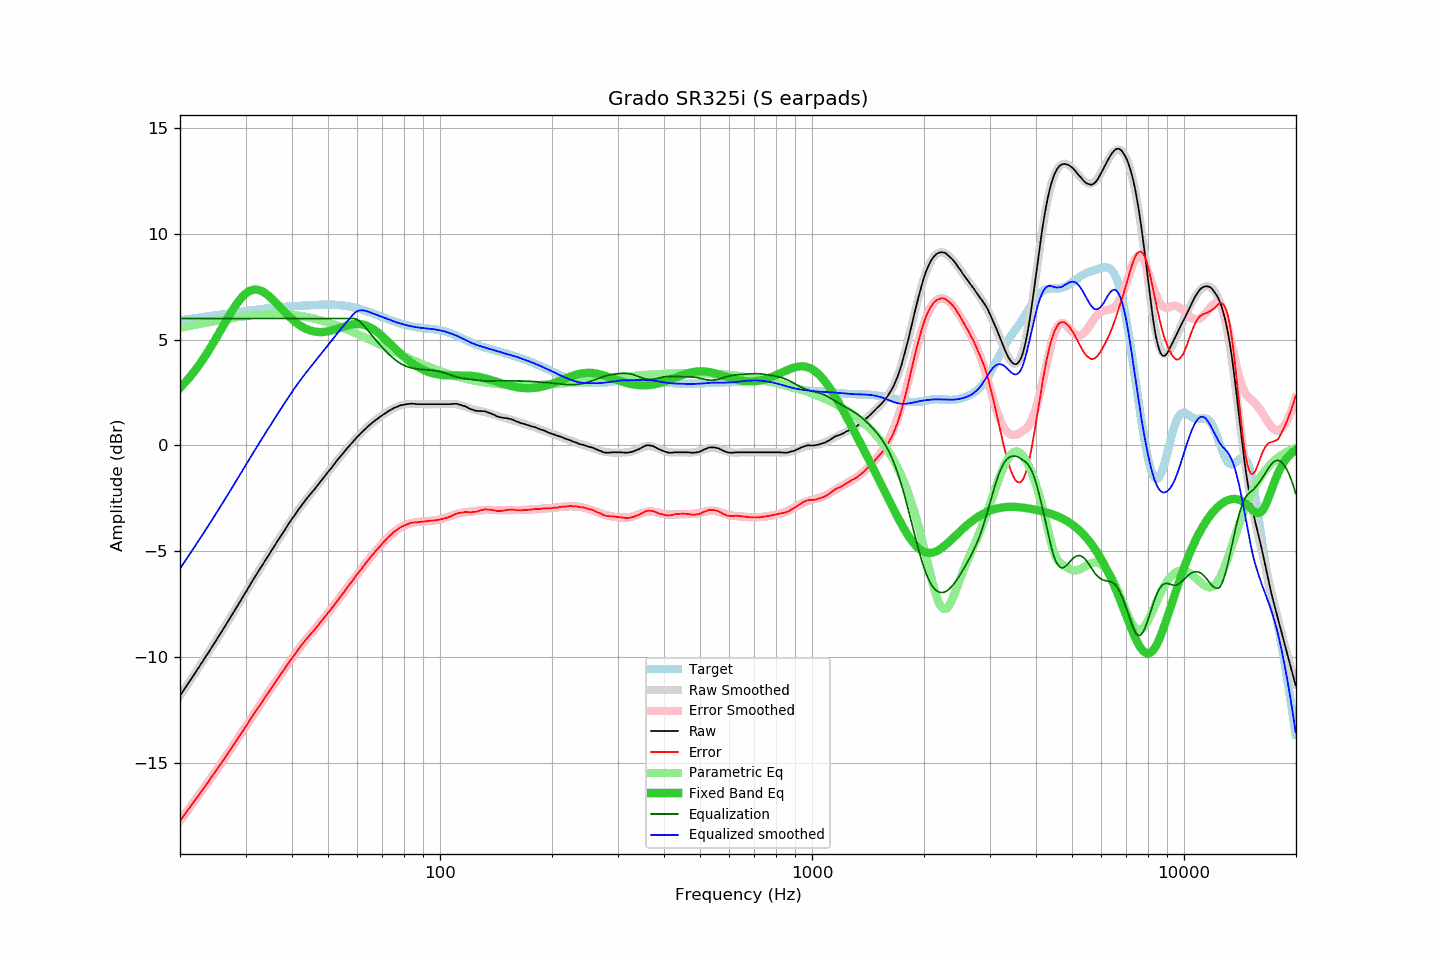 Grado SR325i (S earpads)
15
10
5
0
−5
−10
−15
Amplitude (dBr)
Target
Raw Smoothed
Error Smoothed
Raw
Error
Parametric Eq
Fixed Band Eq
Equalization
Equalized smoothed
100
1000
10000
Frequency (Hz)